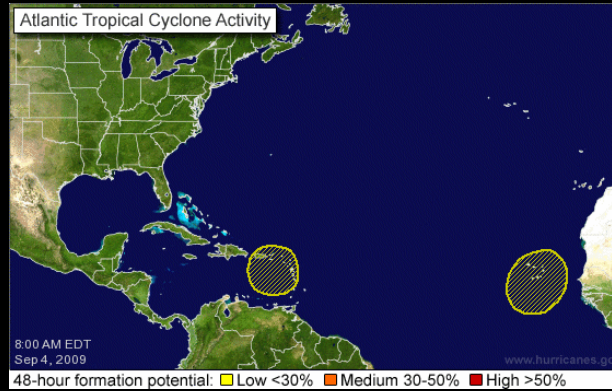 Atlantic Tropical Cyclone Activity
8:00 AM EDT
Sep 4, 2009
www.hurricanes.go
48-hour formation potential: Low <30% Medium 30-50% High >50%